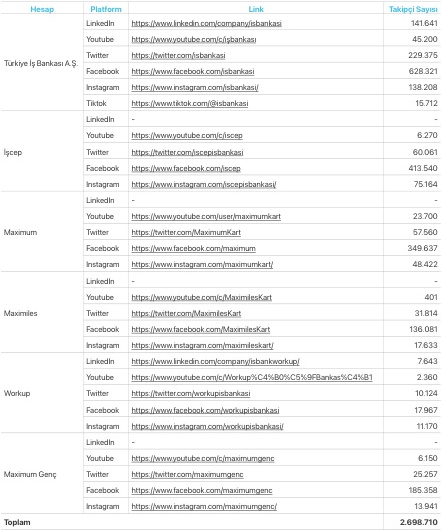 Hesap Platform Link Takipçi Sayısı
LinkedIn https://www.linkedin.com/company/isbankasi 141.641
Youtube https://www.youtube.com/c/işbankası 45.200
Twitter https://twitter.com/isbankasi 229.375
Türkiye İş Bankası A.Ş.
Facebook https://www.facebook.com/isbankasi 628.321
Instagram https://www.instagram.com/isbankasi/ 138.208
Tiktok https://www.tiktok.com/@isbankasi 15.712
LinkedIn - -
Youtube https://www.youtube.com/c/iscep 6.270
İşcep Twitter https://twitter.com/iscepisbankasi 60.061
Facebook https://www.facebook.com/iscep 413.540
Instagram https://www.instagram.com/iscepisbankasi/ 75.164
LinkedIn - -
Youtube https://www.youtube.com/user/maximumkart 23.700
Maximum Twitter https://twitter.com/MaximumKart 57.560
Facebook https://www.facebook.com/maximum 349.637
Instagram https://www.instagram.com/maximumkart/ 48.422
LinkedIn - -
Youtube https://www.youtube.com/c/MaximilesKart 401
Maximiles Twitter https://twitter.com/MaximilesKart 31.814
Facebook https://www.facebook.com/MaximilesKart 136.081
Instagram https://www.instagram.com/maximileskart/ 17.633
LinkedIn https://www.linkedin.com/company/isbankworkup/ 7.643
Youtube https://www.youtube.com/c/Workup%C4%B0%C5%9FBankas%C4%B1 2.360
Workup Twitter https://twitter.com/workupisbankasi 10.124
Facebook https://www.facebook.com/workupisbankasi 17.967
Instagram https://www.instagram.com/workupisbankasi/ 11.170
LinkedIn - -
Youtube https://www.youtube.com/c/maximumgenc 6.150
Maximum Genç Twitter https://twitter.com/maximumgenc 25.257
Facebook https://www.facebook.com/maximumgenc 185.358
Instagram https://www.instagram.com/maximumgenc/ 13.941
Toplam 2.698.710